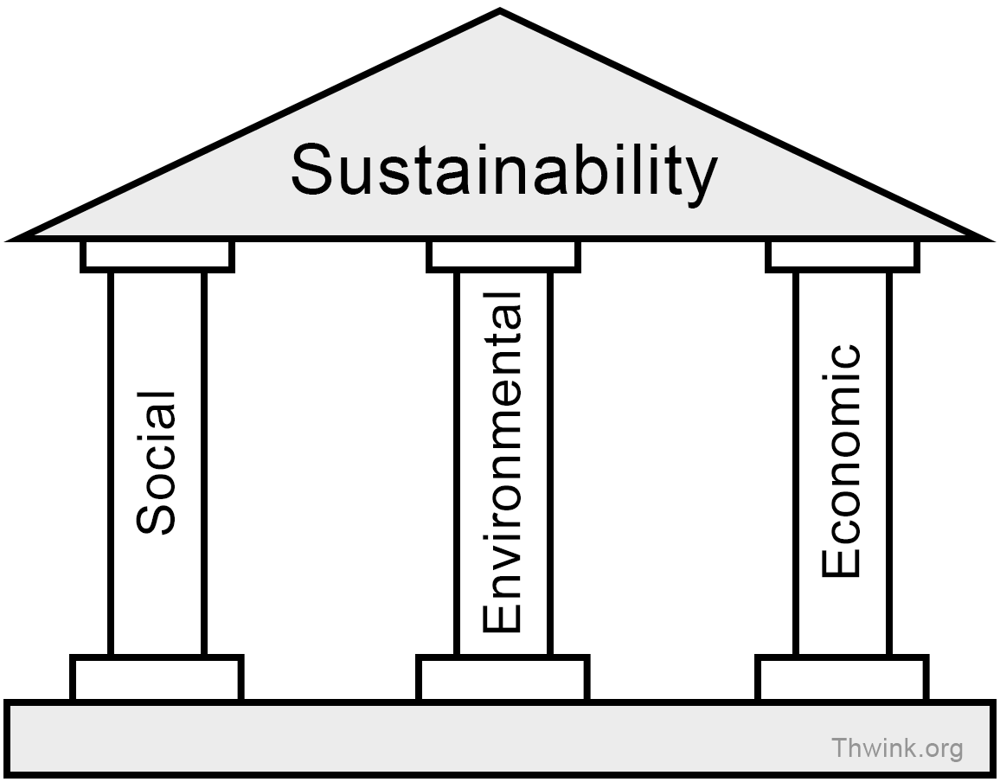 Sustainability
Social
Environmental
Economic
Thwink.org